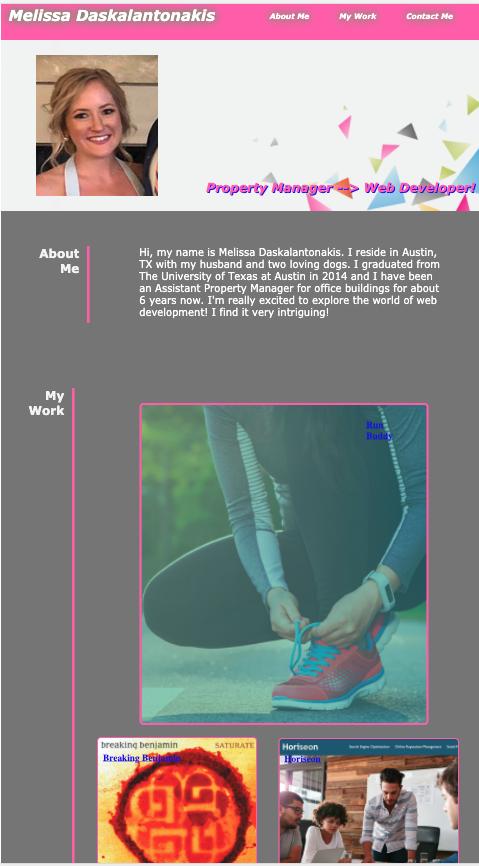 Melissa Daskalantonakis
About Me
My Work
Contact Me
Property Manager --> Web Developer!
About
Me
Hi, my name is Melissa Daskalantonakis. I reside in Austin,
TX with my husband and two loving dogs. I graduated from
The University of Texas at Austin in 2014 and I have been
an Assistant Property Manager for office buildings for about
6 years now. I'm really excited to explore the world of web
development! I find it very intriguing!
My
Work
Run
Buddy
breaking benjamin
SATURATE
Breaking Benjamin
Horiseon
Search Engine Optimization
Online Reputation Management
Horiseon